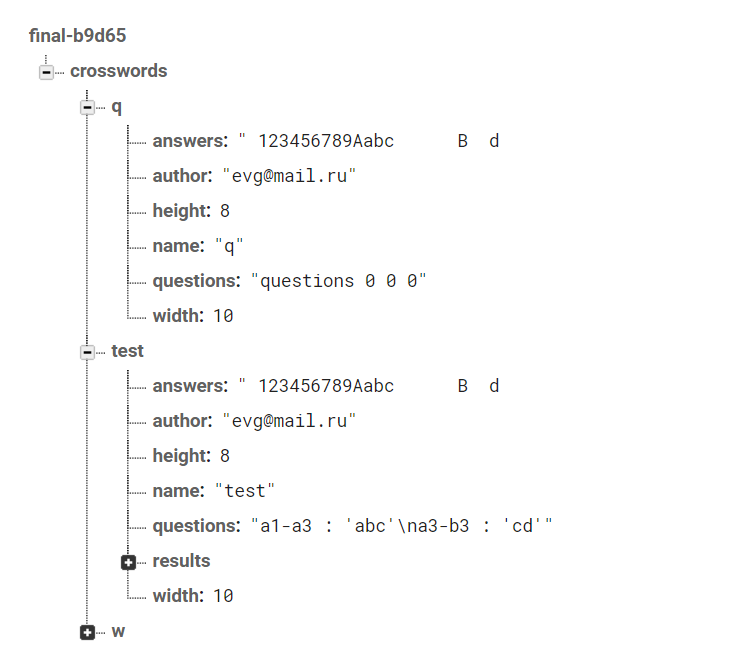 final-b9d65
crosswords
q
answers: " 123456789Aabc      B  d
author: "evg@mail.ru"
height: 8
name: "q"
questions: "questions 0 0 0"
width: 10
test
answers: " 123456789Aabc      B  d
author: "evg@mail.ru"
height: 8
name: "test"
questions: "a1-a3 : 'abc'\na3-b3 : 'cd'"
results
width: 10
w